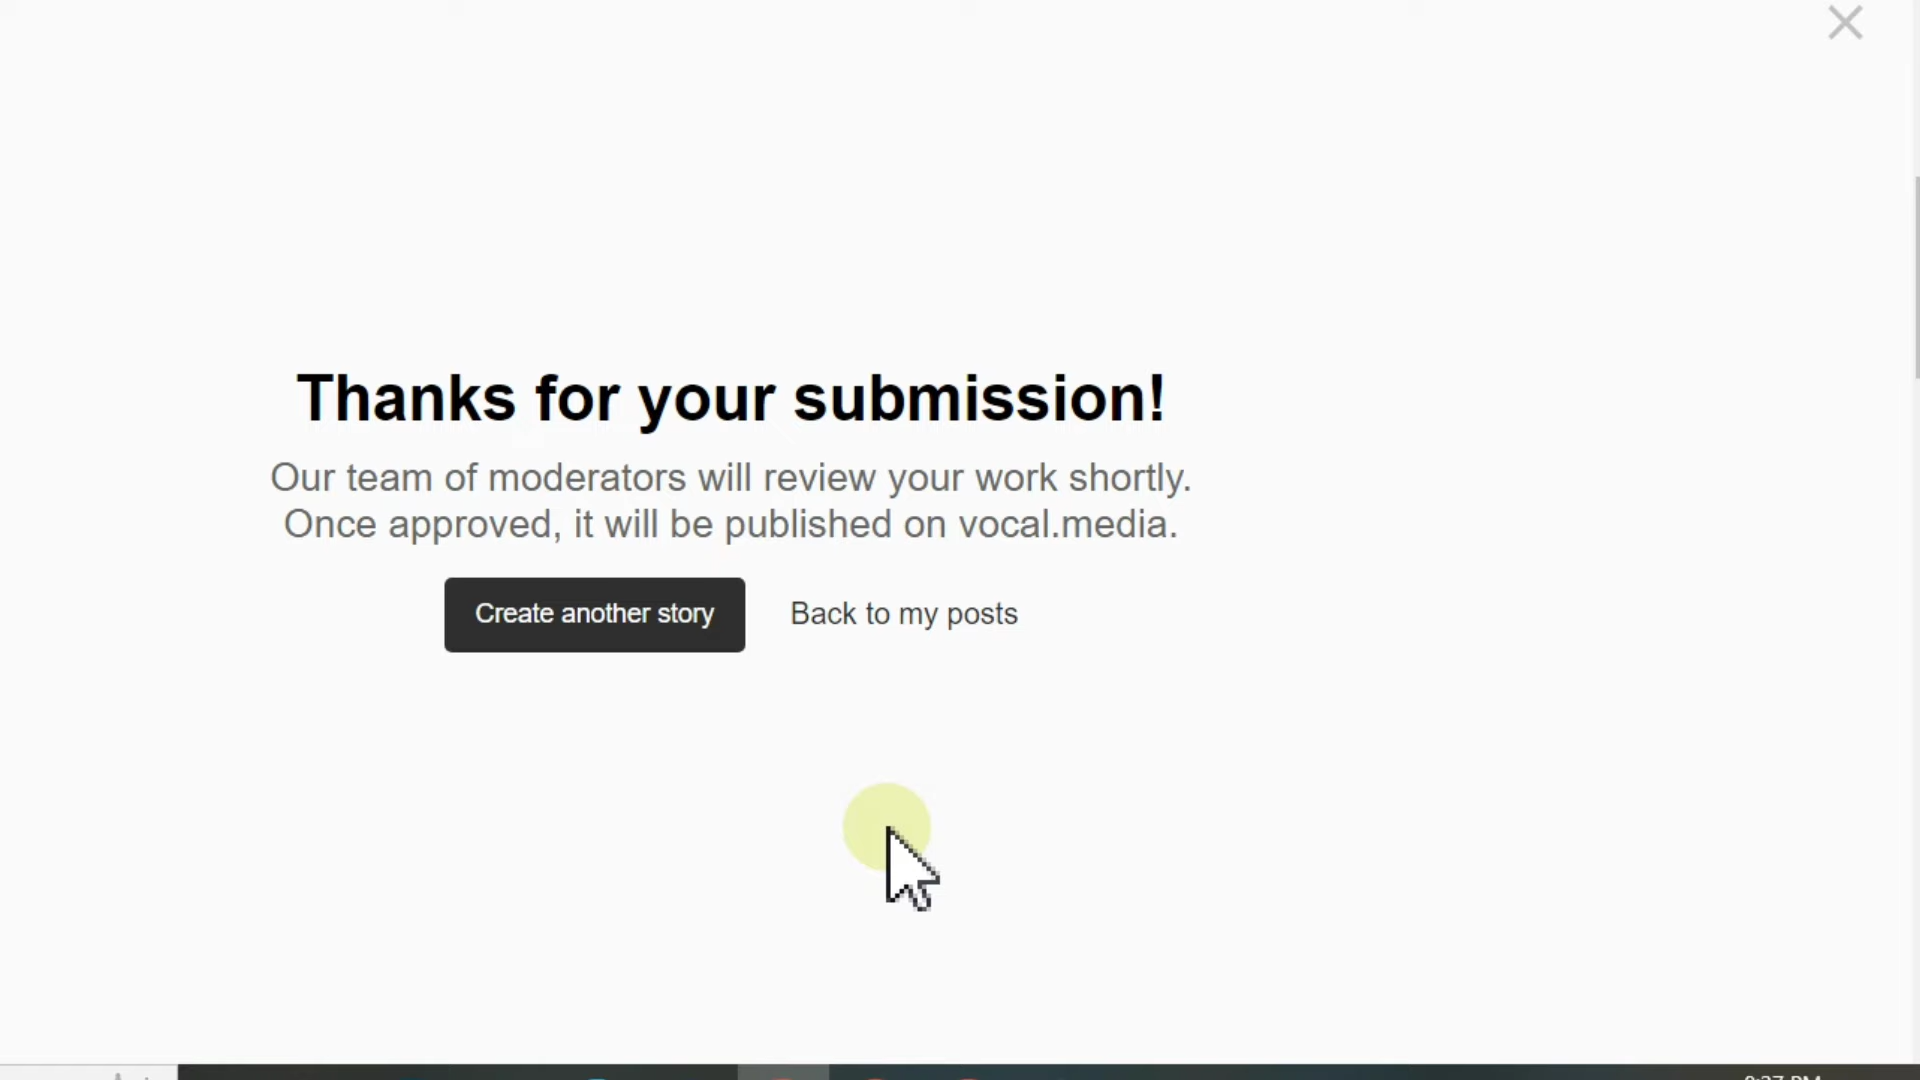 Thanks for your submission!
Our team of moderators will review your work shortly.
Once approved, it will be published on vocal.media.
Create another story
Back to my posts